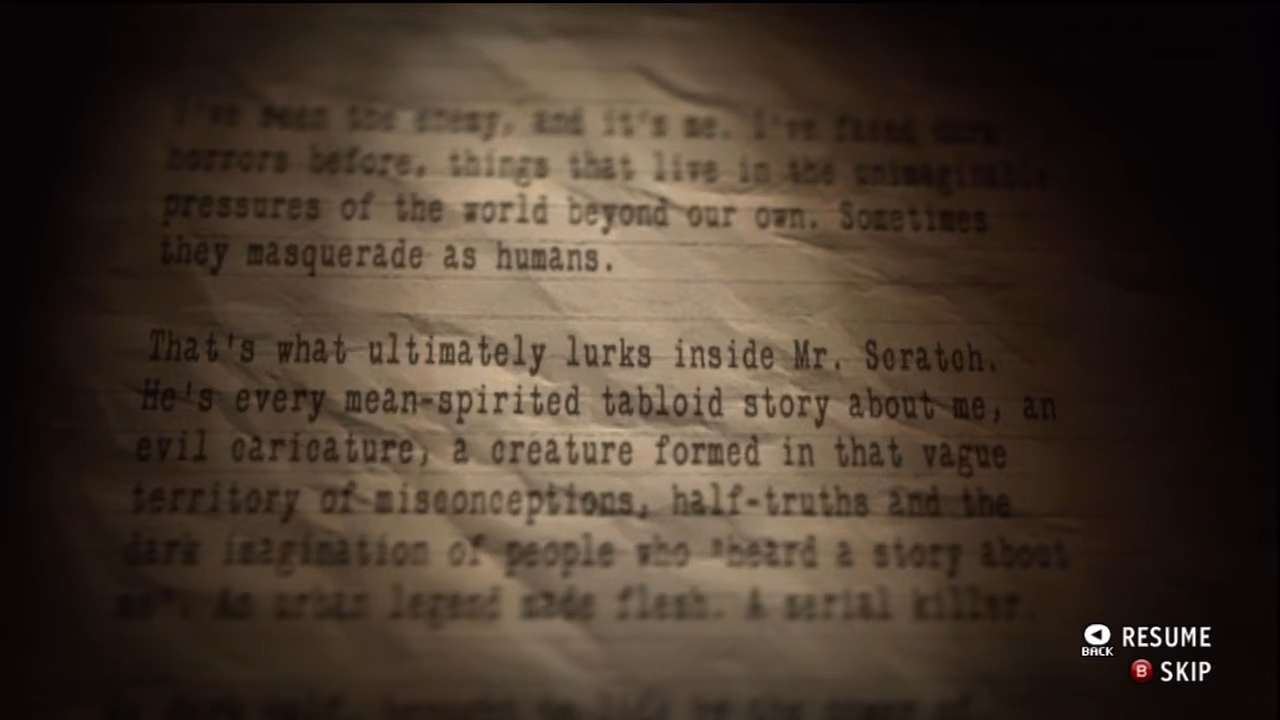 I've seen the enemy, and it's me. I've faced dark
horrors before, things that live in the unimaginable
pressures of the world beyond our own. Sometimes
they masquerade as humans.
That's what ultimately lurks inside Mr. Scratch.
He's every mean-spirited tabloid story about me, an
evil caricature, a creature formed in that vague
territory of misconceptions, half-truths and the
dark imagination of people who "heard a story about
me". An urban legend made flesh. A serial killer.
BACK RESUME
B SKIP